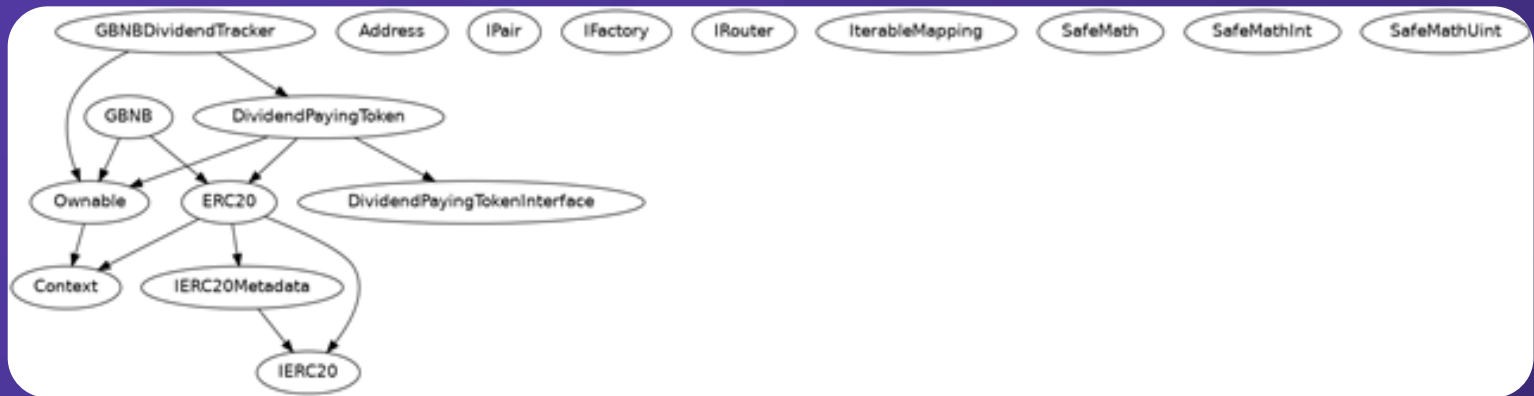 GBNBDividendTracker Address IPair IFactory IRouter IterableMapping SafeMath SafeMathInt SafeMathUint
GBNB DividendPayingToken
Ownable ERC20 DividendPayingTokenInterface
Context IERC20Metadata
IERC20